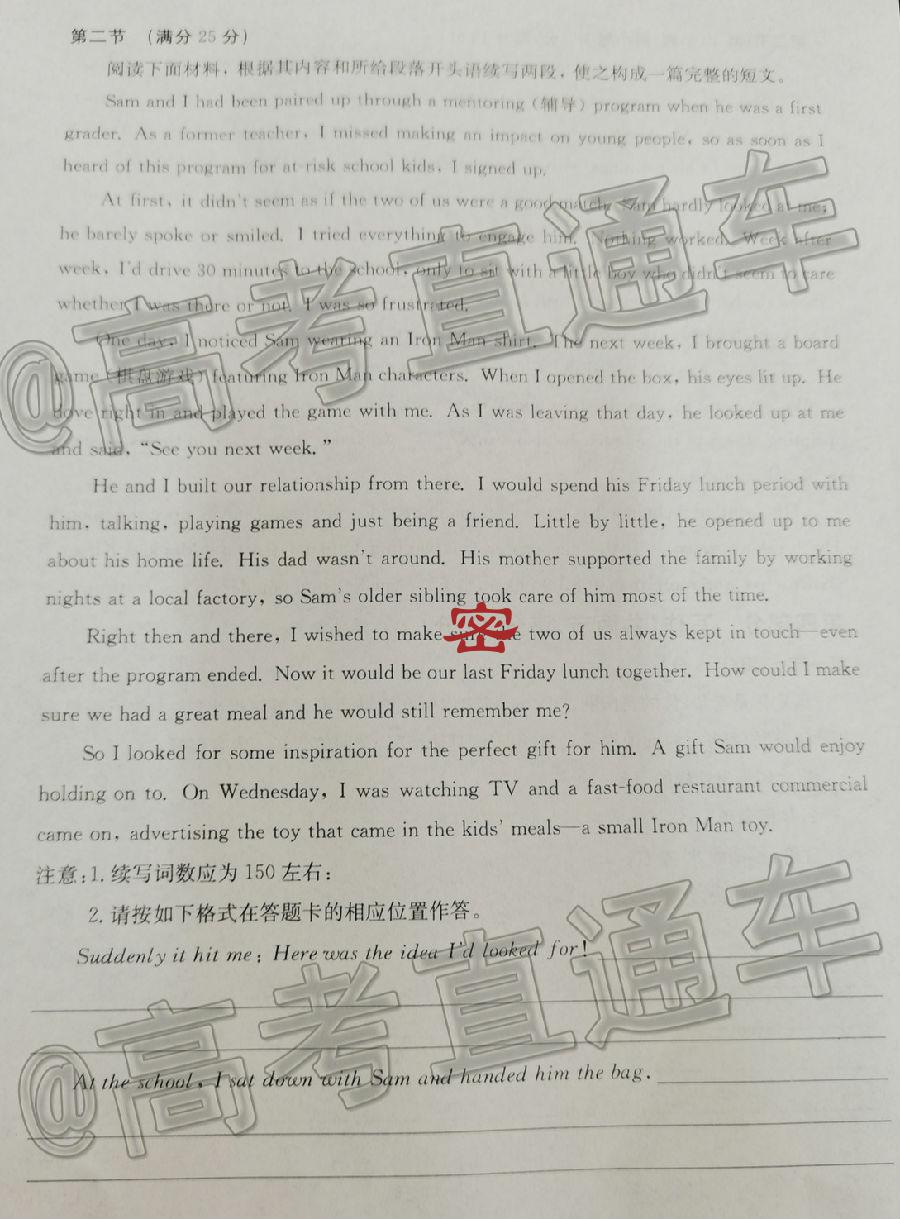 第二节 （满分 25 分）
阅读下面材料，根据其内容和所给段落开头语续写两段，使之构成一篇完整的短文。
Sam and I had been paired up through a mentoring (辅导) program when he was a first
grader. As a former teacher, I missed making an impact on young people, so as soon as I
heard of this program for at-risk school kids, I signed up.
At first, it didn't seem as if the two of us were a good match. Sam hardly looked at me;
he barely spoke or smiled. I tried everything to engage him. Nothing worked. Week after
week, I'd drive 30 minutes to the school, only to sit with a little boy who didn't seem to care
whether I was there or not. I was so frustrated.
One day, I noticed Sam wearing an Iron Man shirt. The next week, I brought a board
game (棋盘游戏) featuring Iron Man characters. When I opened the box, his eyes lit up. He
dove right in and played the game with me. As I was leaving that day, he looked up at me
and said, “See you next week.”
He and I built our relationship from there. I would spend his Friday lunch period with
him, talking, playing games and just being a friend. Little by little, he opened up to me
about his home life. His dad wasn't around. His mother supported the family by working
nights at a local factory, so Sam's older sibling took care of him most of the time.
Right then and there, I wished to make sure the two of us always kept in touch—even
after the program ended. Now it would be our last Friday lunch together. How could I make
sure we had a great meal and he would still remember me?
So I looked for some inspiration for the perfect gift for him. A gift Sam would enjoy
holding on to. On Wednesday, I was watching TV and a fast-food restaurant commercial
came on, advertising the toy that came in the kids' meals—a small Iron Man toy.
注意：1. 续写词数应为 150 左右；
2. 请按如下格式在答题卡的相应位置作答。
Suddenly it hit me: Here was the idea I'd looked for!
At the school, I sat down with Sam and handed him the bag.
@高考直通车
密
@高考直通车